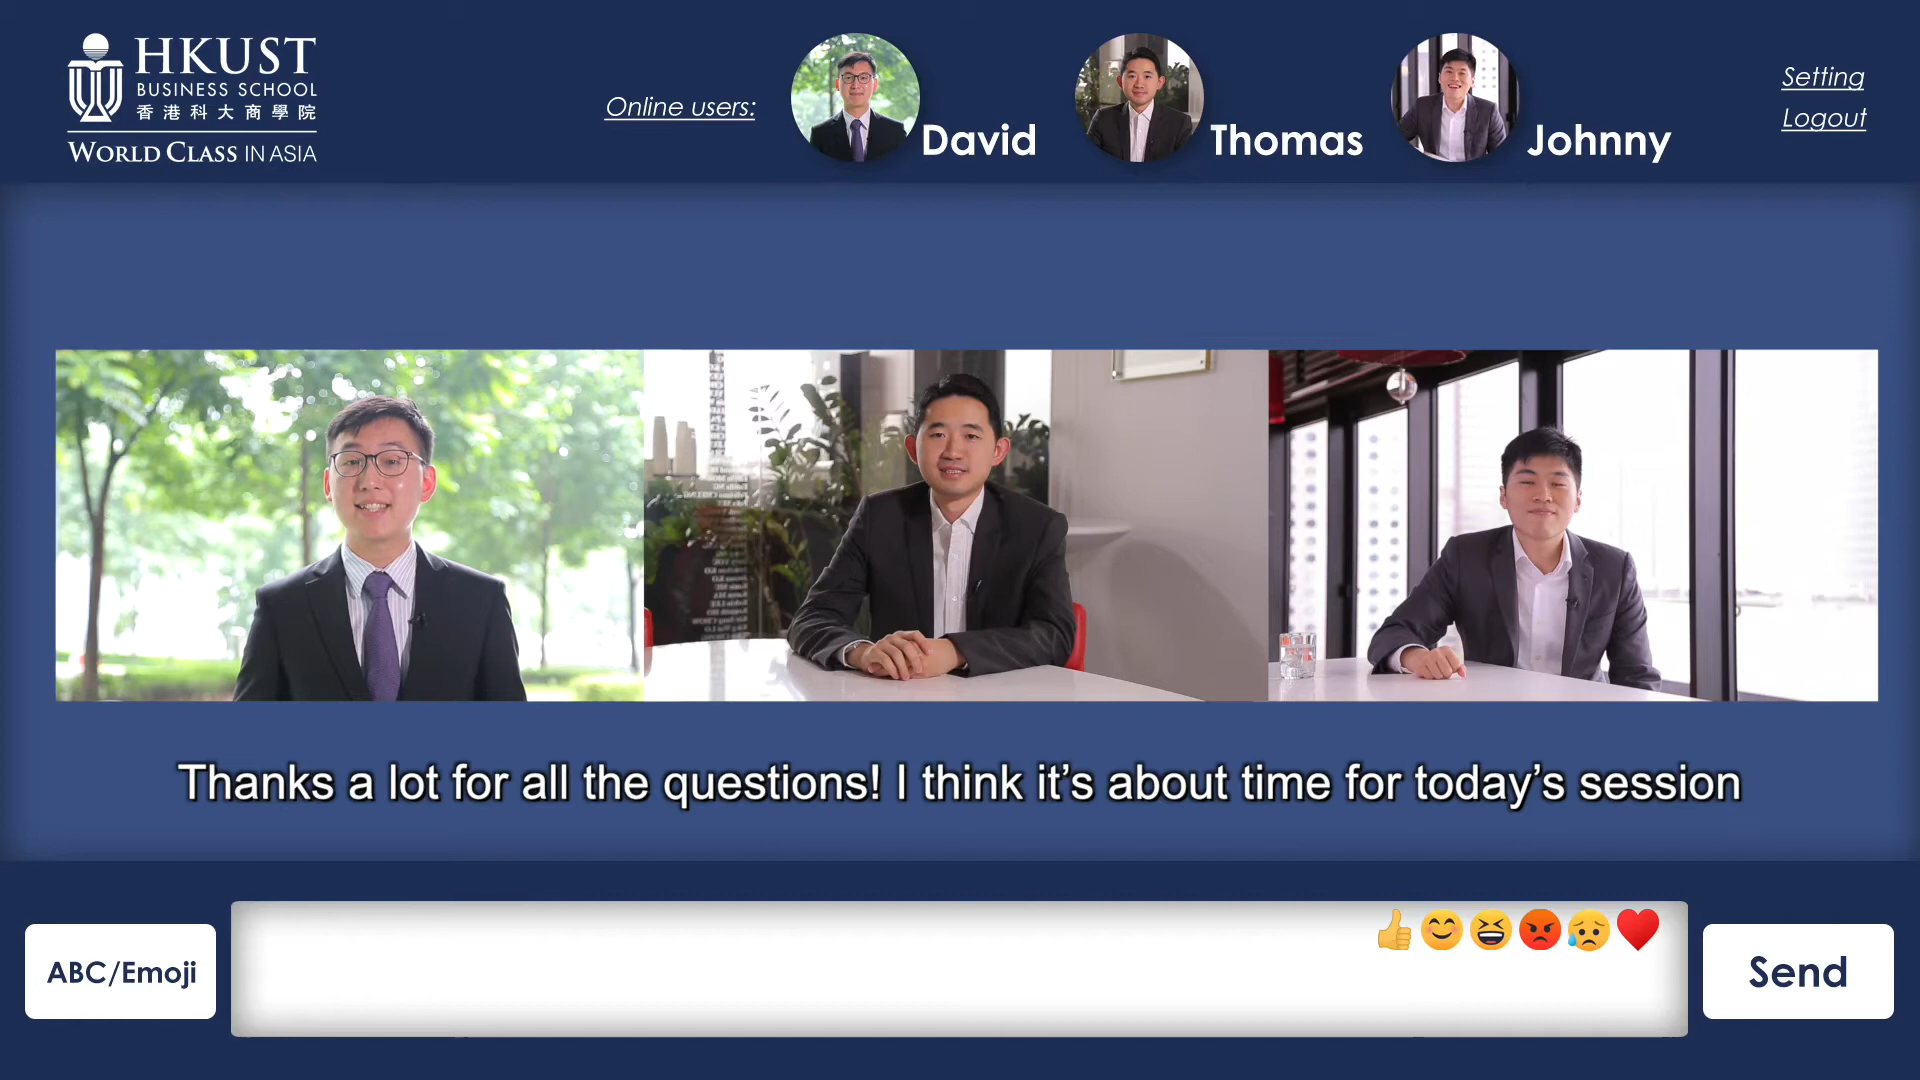 HKUST
BUSINESS SCHOOL
香港科大商學院
WORLD CLASS IN ASIA
Online users:
David
Thomas
Johnny
Setting
Logout
Thanks a lot for all the questions! I think it's about time for today's session
ABC/Emoji
Send